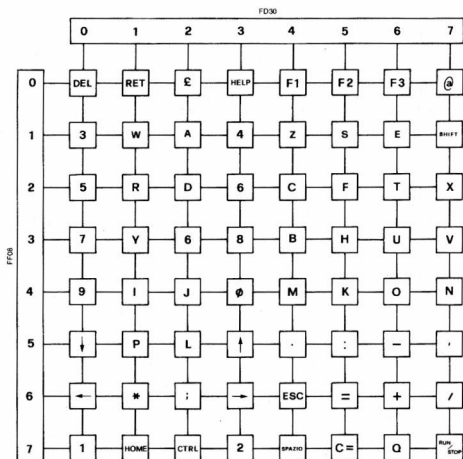 FD30
0 1 2 3 4 5 6 7
FF08
0 DEL RET £ HELP F1 F2 F3 @
1 3 W A 4 Z S E SHIFT
2 5 R D 6 C F T X
3 7 Y 6 8 B H U V
4 9 I J Ø M K O N
5 ↓ P L ↑ . : − ,
6 ← * ; → ESC = + /
7 1 HOME CTRL 2 SPAZIO C= Q RUN/STOP